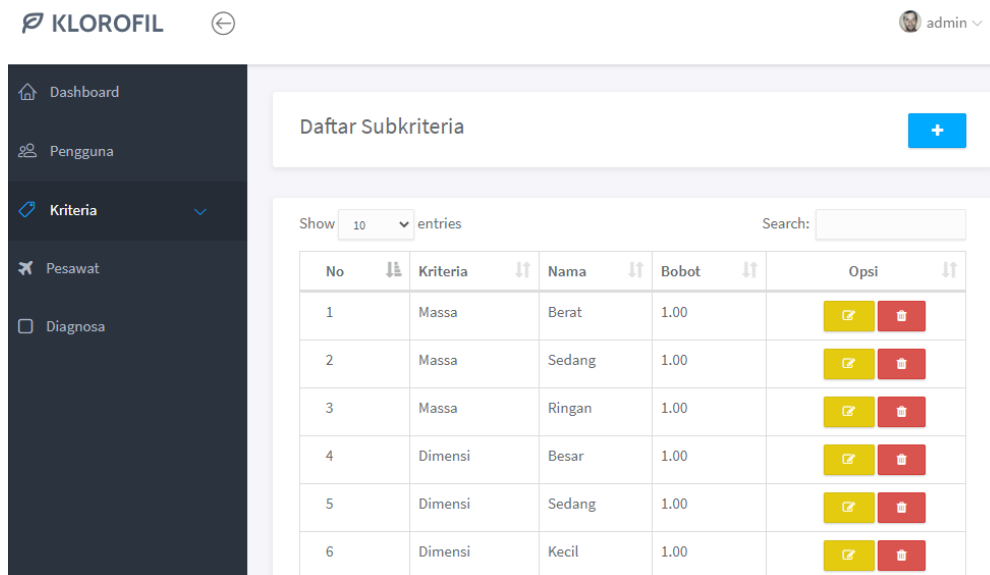 KLOROFIL
admin
Dashboard
Pengguna
Kriteria
Pesawat
Diagnosa
Daftar Subkriteria
Show 10 entries Search:
No Kriteria Nama Bobot Opsi
1 Massa Berat 1.00
2 Massa Sedang 1.00
3 Massa Ringan 1.00
4 Dimensi Besar 1.00
5 Dimensi Sedang 1.00
6 Dimensi Kecil 1.00